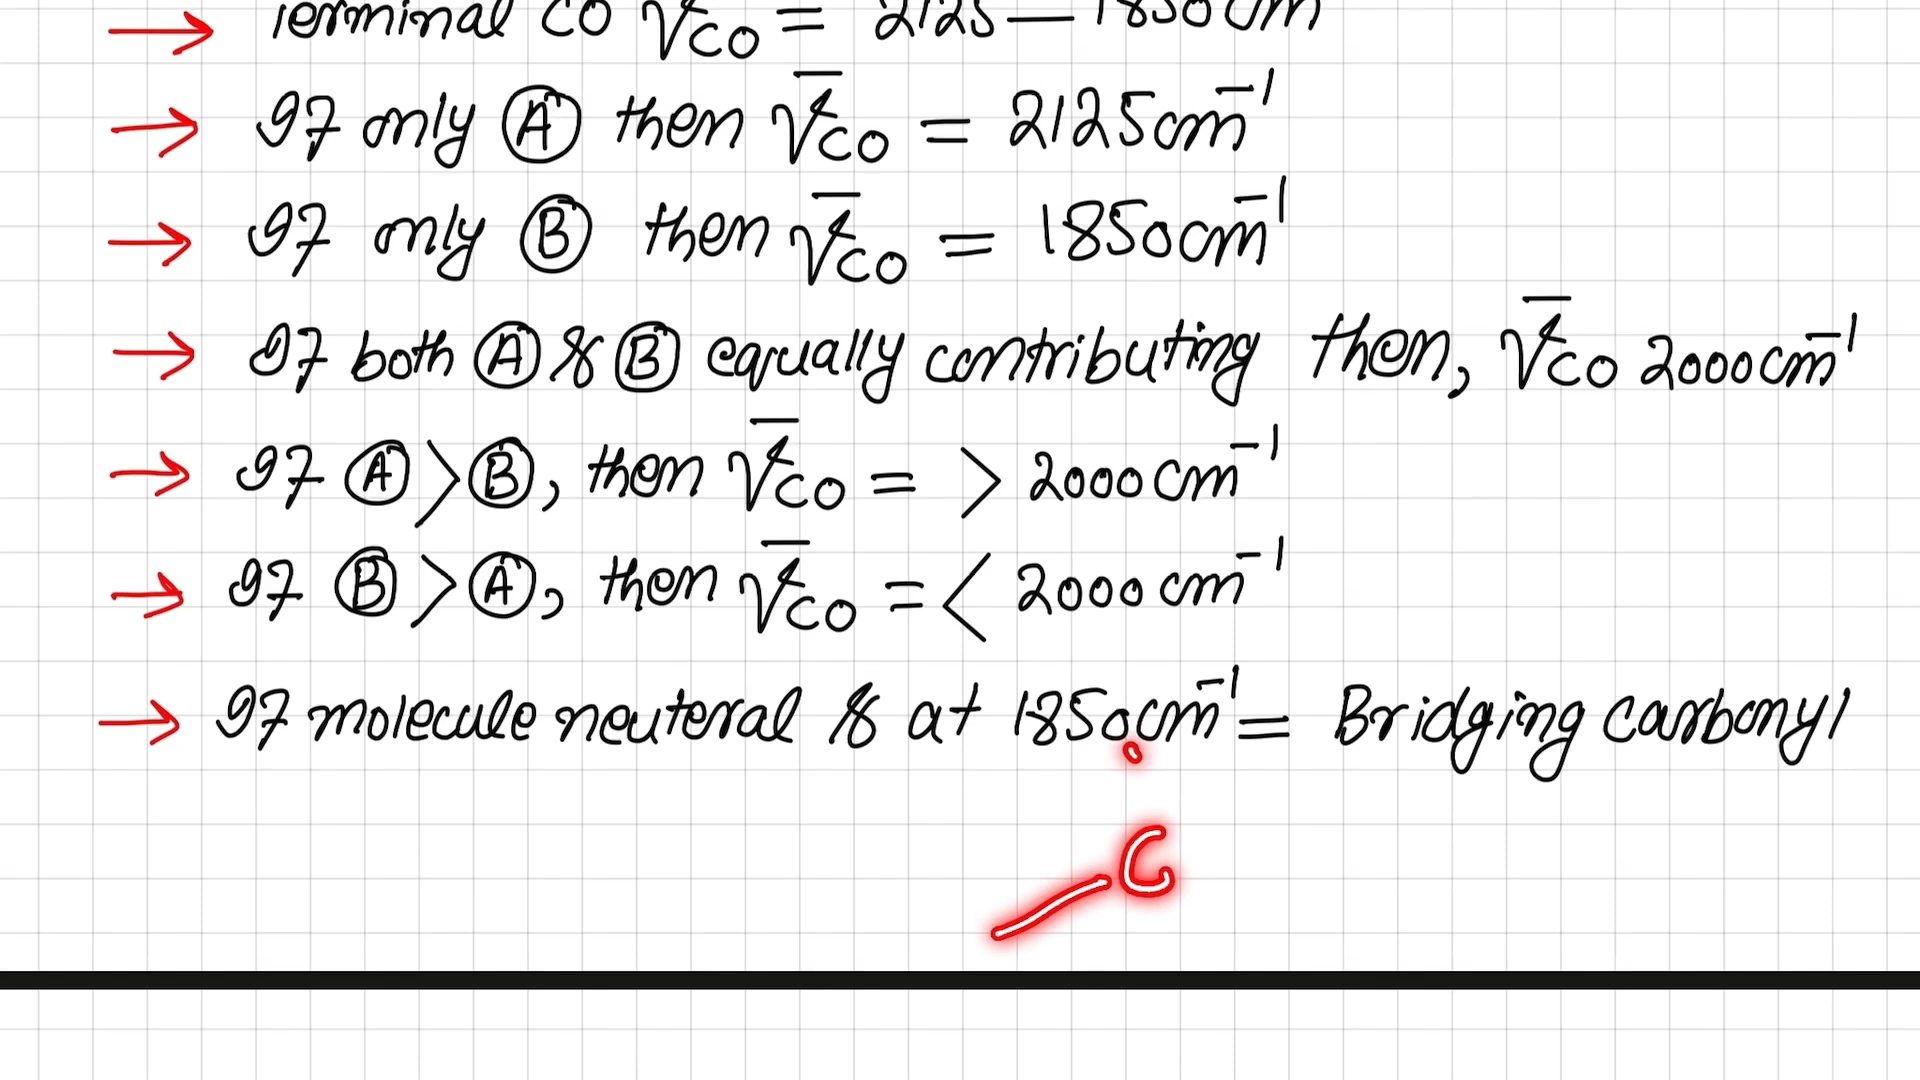 → Terminal CO ν̅CO = 2125 — 1850 cm
→ If only Ⓐ then ν̅CO = 2125 cm⁻¹
→ If only Ⓑ then ν̅CO = 1850 cm⁻¹
→ If both Ⓐ & Ⓑ equally contributing then, ν̅CO 2000 cm⁻¹
→ If Ⓐ > Ⓑ, then ν̅CO = > 2000 cm⁻¹
→ If Ⓑ > Ⓐ, then ν̅CO = < 2000 cm⁻¹
→ If molecule neuteral & at 1850 cm⁻¹ = Bridging carbonyl
C